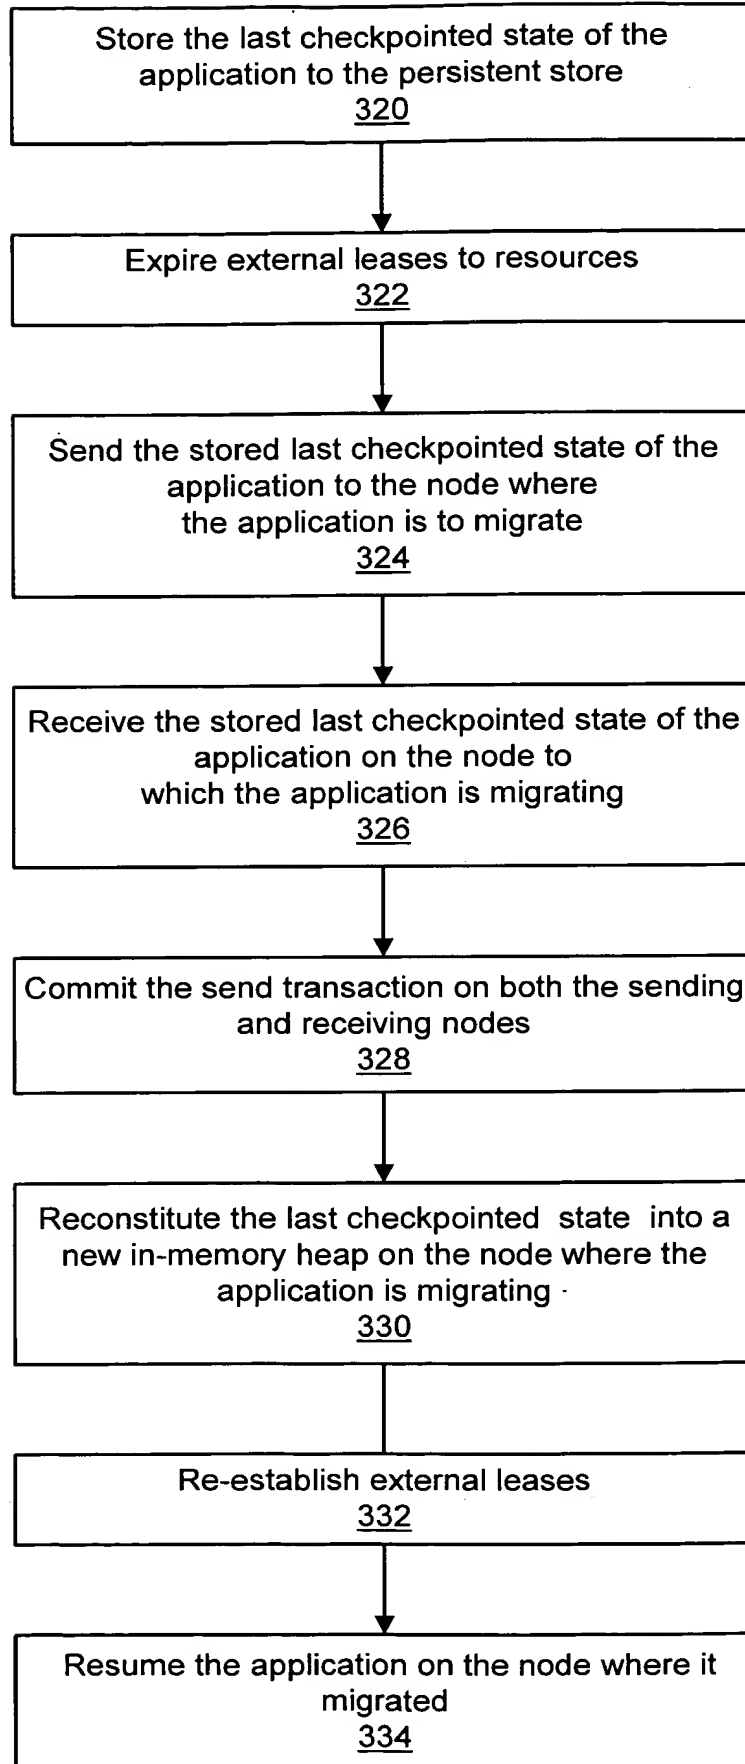 Store the last checkpointed state of the
application to the persistent store
320
Expire external leases to resources
322
Send the stored last checkpointed state of the
application to the node where
the application is to migrate
324
Receive the stored last checkpointed state of the
application on the node to
which the application is migrating
326
Commit the send transaction on both the sending
and receiving nodes
328
Reconstitute the last checkpointed state into a
new in-memory heap on the node where the
application is migrating
330
Re-establish external leases
332
Resume the application on the node where it
migrated
334